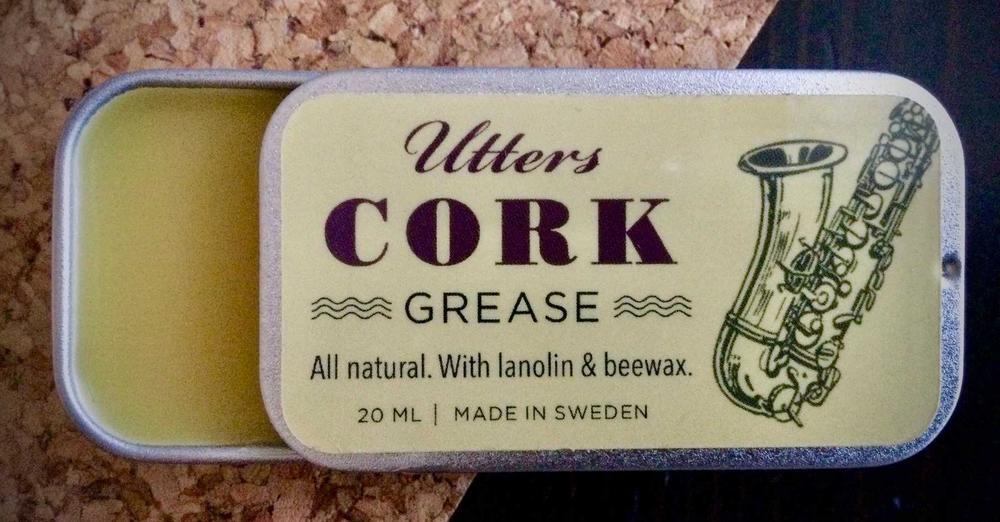 Utters
CORK
GREASE
All natural. With lanolin & beewax.
20 ML | MADE IN SWEDEN